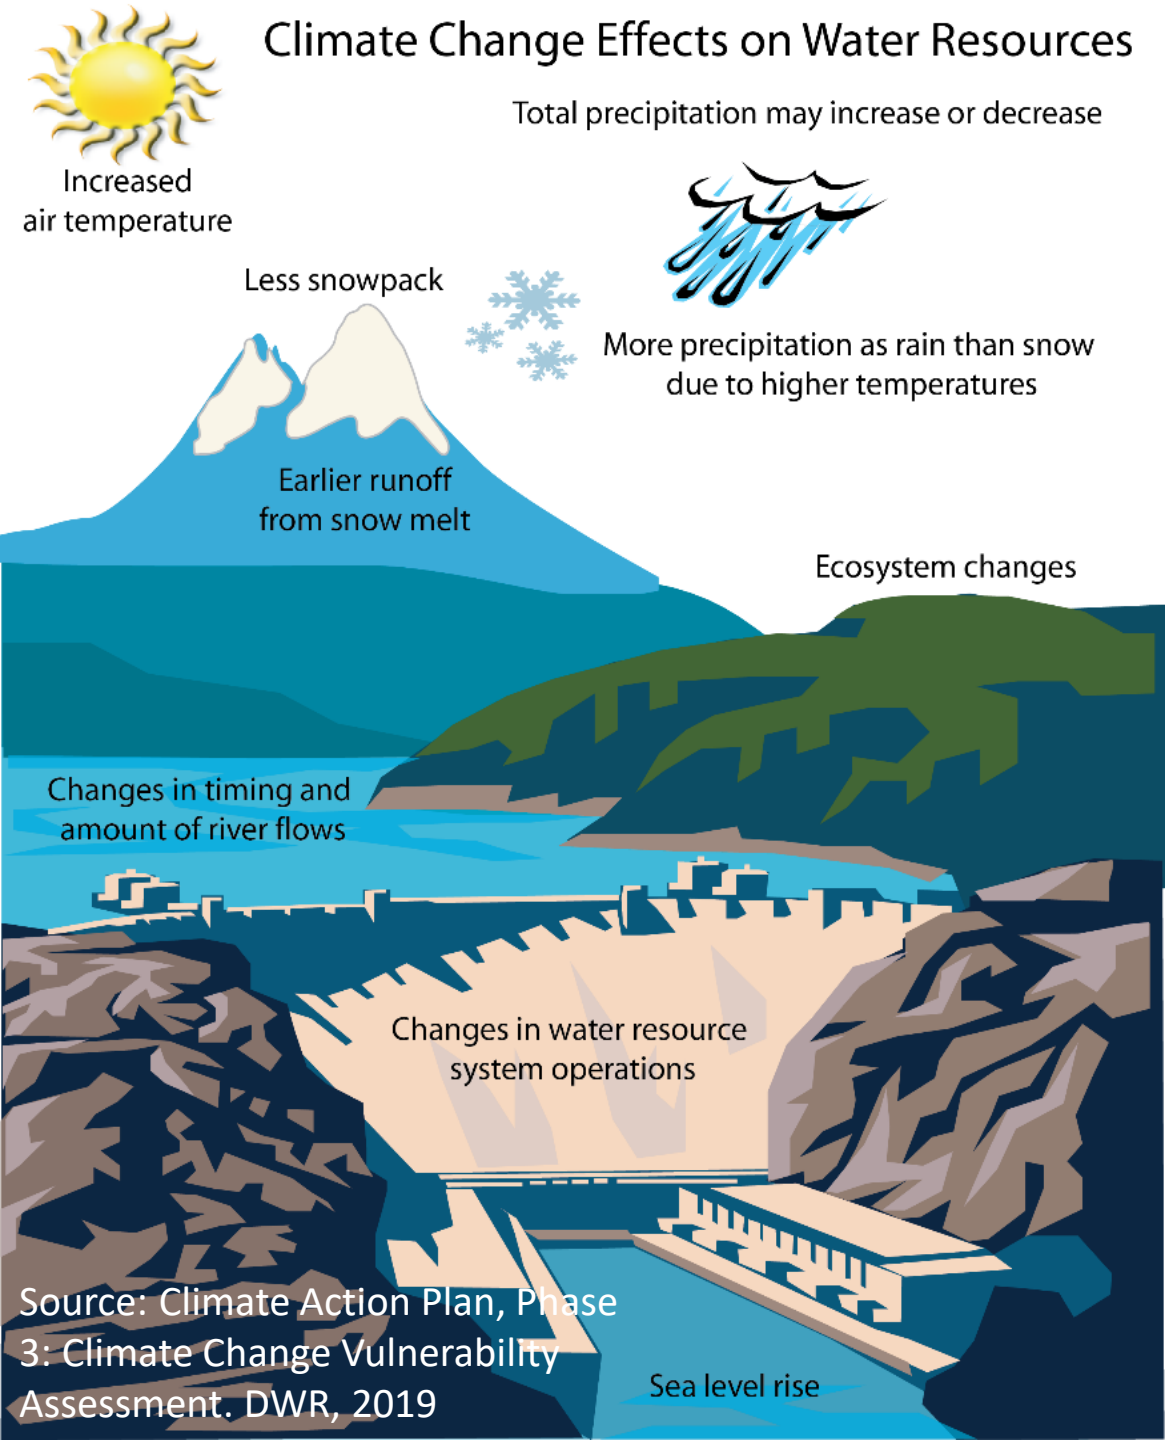 Climate Change Effects on Water Resources
Total precipitation may increase or decrease
Increased
air temperature
Less snowpack
More precipitation as rain than snow
due to higher temperatures
Earlier runoff
from snow melt
Ecosystem changes
Changes in timing and
amount of river flows
Changes in water resource
system operations
Source: Climate Action Plan, Phase
3: Climate Change Vulnerability
Assessment. DWR, 2019
Sea level rise